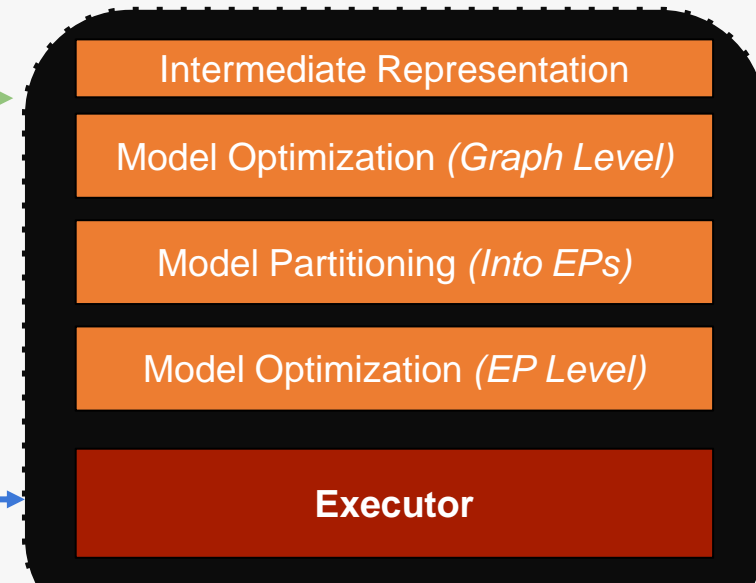 Intermediate Representation
Model Optimization (Graph Level)
Model Partitioning (Into EPs)
Model Optimization (EP Level)
Executor